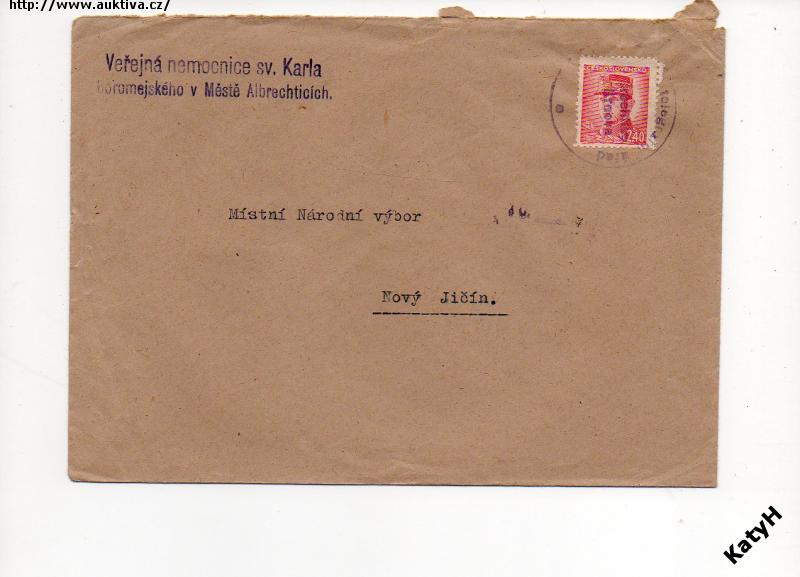 http://www.auktiva.cz/
Veřejná nemocnice sv. Karla
Boromejského v Městě Albrechticích.
ČESKOSLOVENSKO
2,40
úřad
Místní Národní výbor
Nový Jičín.
KatyH